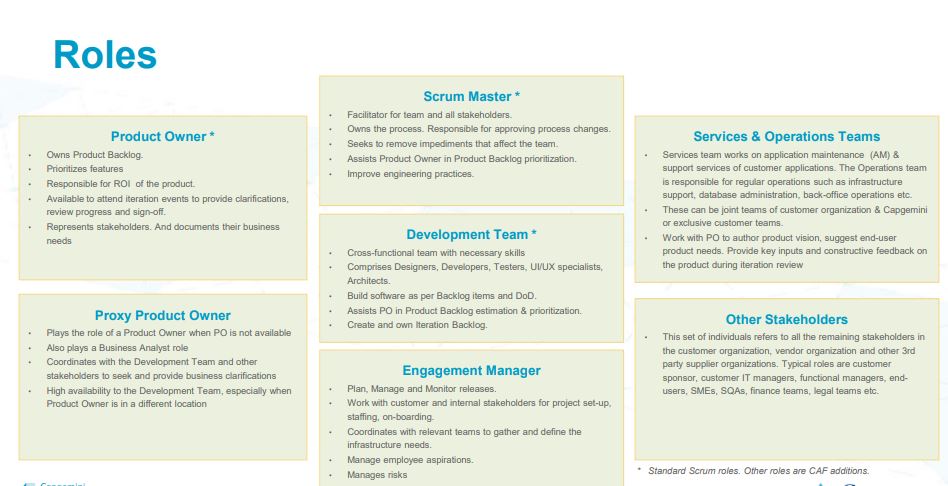 Roles
Product Owner *
• Owns Product Backlog.
• Prioritizes features
• Responsible for ROI of the product.
• Available to attend iteration events to provide clarifications,
review progress and sign-off.
• Represents stakeholders. And documents their business
needs
Proxy Product Owner
• Plays the role of a Product Owner when PO is not available
• Also plays a Business Analyst role
• Coordinates with the Development Team and other
stakeholders to seek and provide business clarifications
• High availability to the Development Team, especially when
Product Owner is in a different location
Scrum Master *
• Facilitator for team and all stakeholders.
• Owns the process. Responsible for approving process changes.
• Seeks to remove impediments that affect the team.
• Assists Product Owner in Product Backlog prioritization.
• Improve engineering practices.
Development Team *
• Cross-functional team with necessary skills
• Comprises Designers, Developers, Testers, UI/UX specialists,
Architects.
• Build software as per Backlog items and DoD.
• Assists PO in Product Backlog estimation & prioritization.
• Create and own Iteration Backlog.
Engagement Manager
• Plan, Manage and Monitor releases.
• Work with customer and internal stakeholders for project set-up,
staffing, on-boarding.
• Coordinates with relevant teams to gather and define the
infrastructure needs.
• Manage employee aspirations.
• Manages risks
Services & Operations Teams
• Services team works on application maintenance (AM) &
support services of customer applications. The Operations team
is responsible for regular operations such as infrastructure
support, database administration, back-office operations etc.
• These can be joint teams of customer organization & Capgemini
or exclusive customer teams.
• Work with PO to author product vision, suggest end-user
product needs. Provide key inputs and constructive feedback on
the product during iteration review
Other Stakeholders
• This set of individuals refers to all the remaining stakeholders in
the customer organization, vendor organization and other 3rd
party supplier organizations. Typical roles are customer
sponsor, customer IT managers, functional managers, end-
users, SMEs, SQAs, finance teams, legal teams etc.
* Standard Scrum roles. Other roles are CAF additions.